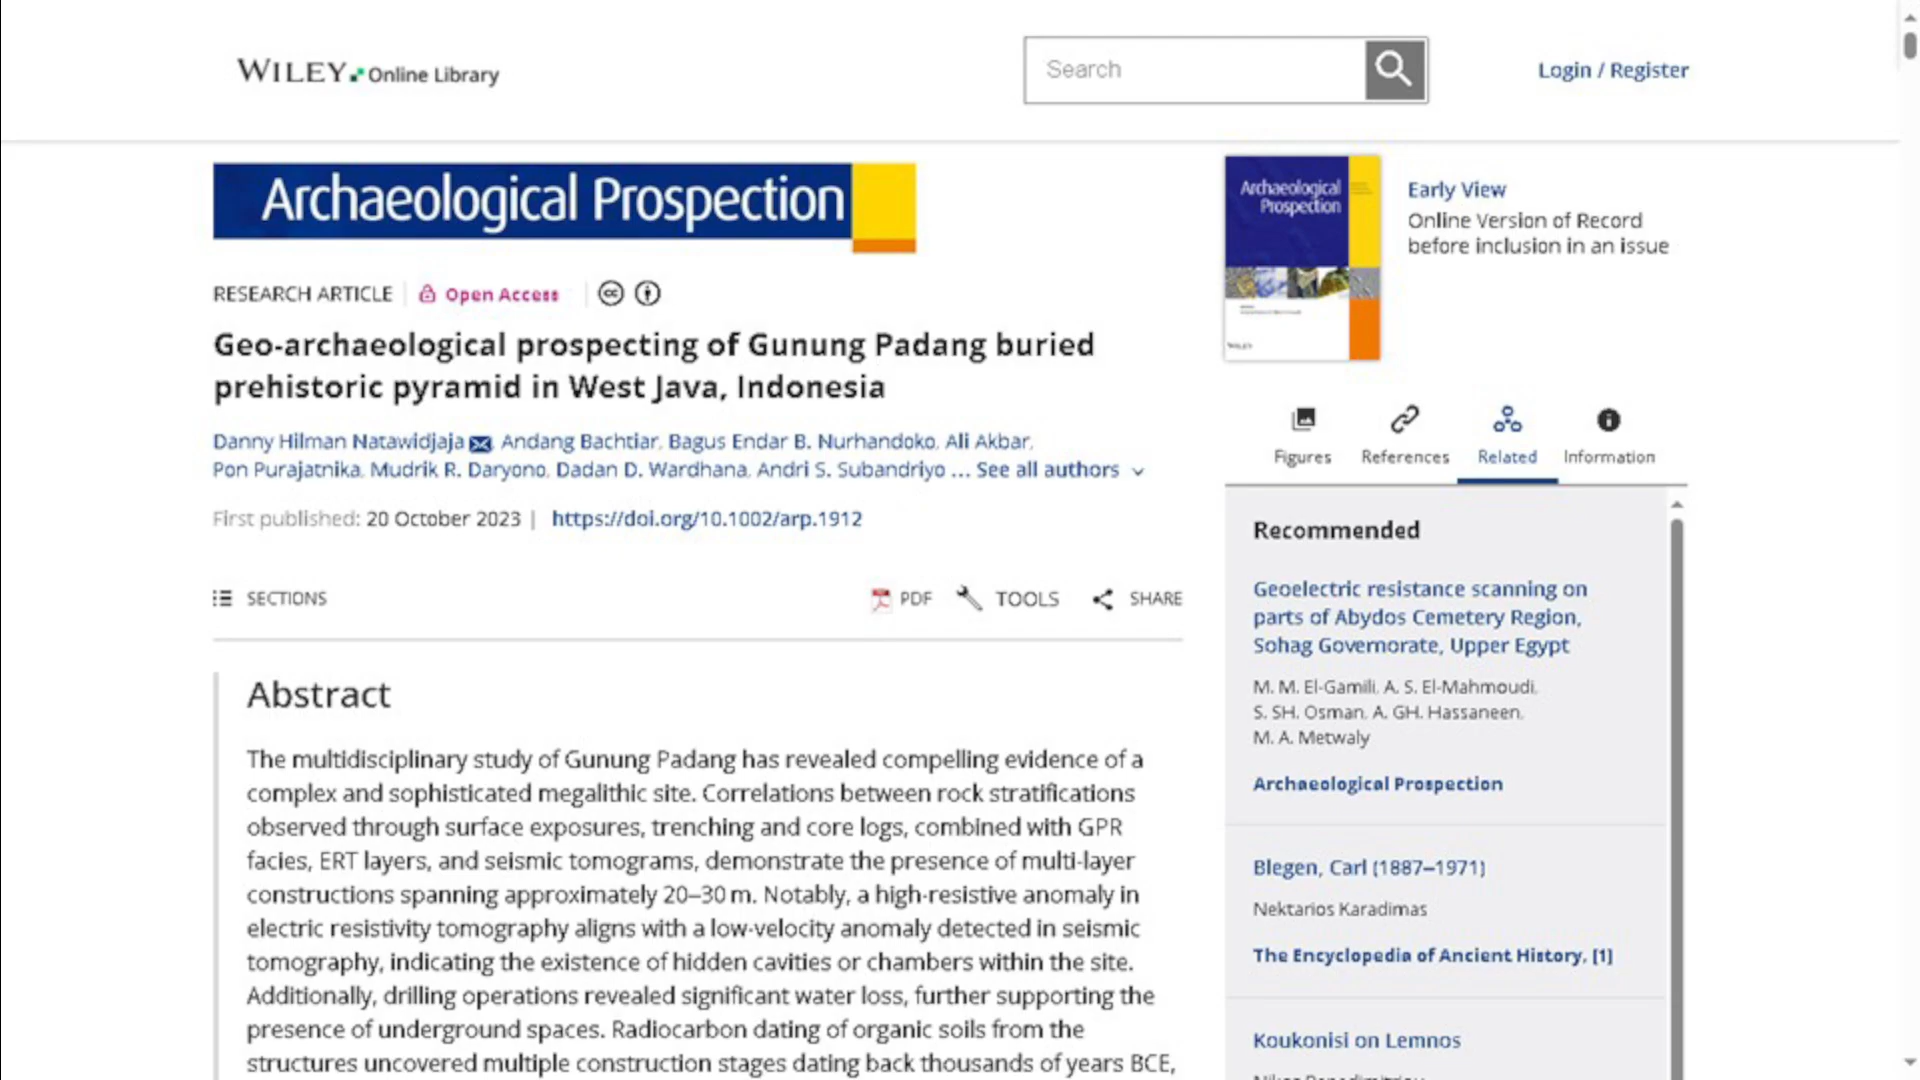 WILEY Online Library
Search
Login / Register
Archaeological Prospection
RESEARCH ARTICLE
Open Access
Geo-archaeological prospecting of Gunung Padang buried
prehistoric pyramid in West Java, Indonesia
Danny Hilman Natawidjaja, Andang Bachtiar, Bagus Endar B. Nurhandoko, Ali Akbar,
Pon Purajatnika, Mudrik R. Daryono, Dadan D. Wardhana, Andri S. Subandriyo ... See all authors
First published: 20 October 2023 | https://doi.org/10.1002/arp.1912
SECTIONS
PDF
TOOLS
SHARE
Abstract
The multidisciplinary study of Gunung Padang has revealed compelling evidence of a
complex and sophisticated megalithic site. Correlations between rock stratifications
observed through surface exposures, trenching and core logs, combined with GPR
facies, ERT layers, and seismic tomograms, demonstrate the presence of multi-layer
constructions spanning approximately 20–30 m. Notably, a high-resistive anomaly in
electric resistivity tomography aligns with a low-velocity anomaly detected in seismic
tomography, indicating the existence of hidden cavities or chambers within the site.
Additionally, drilling operations revealed significant water loss, further supporting the
presence of underground spaces. Radiocarbon dating of organic soils from the
structures uncovered multiple construction stages dating back thousands of years BCE,
Archaeological
Prospection
WILEY
Early View
Online Version of Record
before inclusion in an issue
Figures
References
Related
Information
Recommended
Geoelectric resistance scanning on
parts of Abydos Cemetery Region,
Sohag Governorate, Upper Egypt
M. M. El-Gamili, A. S. El-Mahmoudi,
S. SH. Osman, A. GH. Hassaneen,
M. A. Metwaly
Archaeological Prospection
Blegen, Carl (1887–1971)
Nektarios Karadimas
The Encyclopedia of Ancient History, [1]
Koukonisi on Lemnos